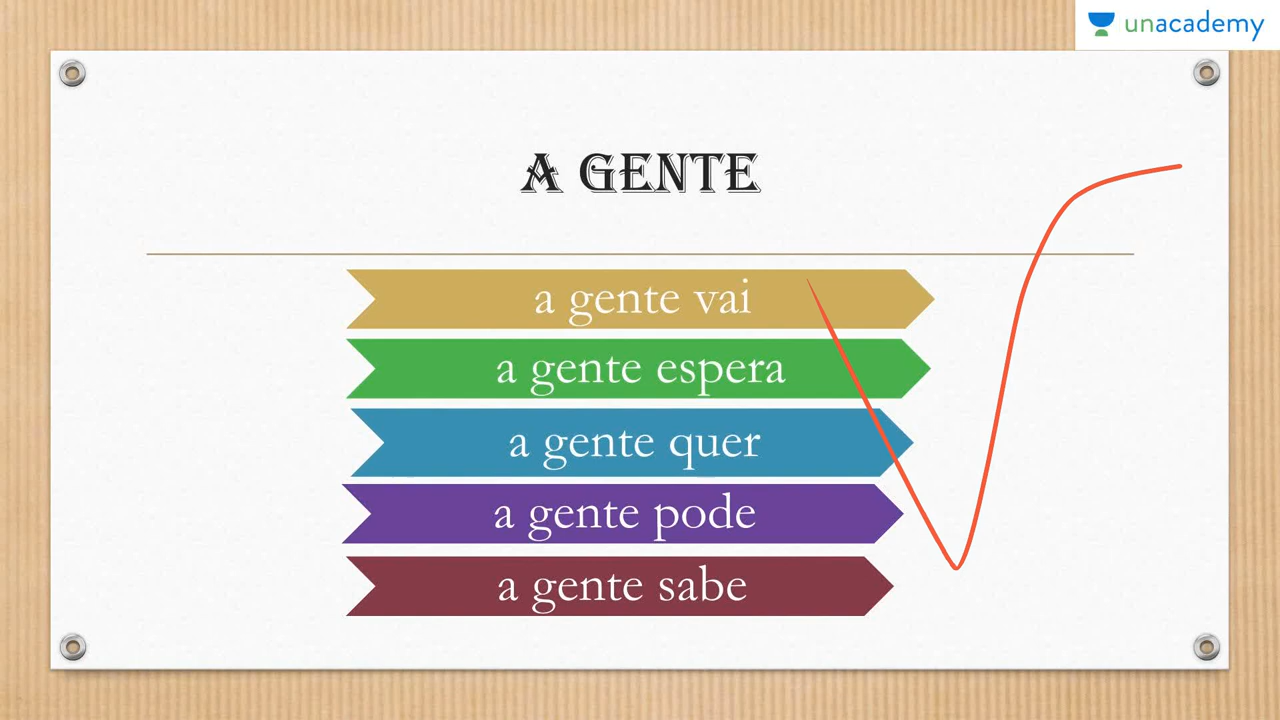 unacademy
A GENTE
a gente vai
a gente espera
a gente quer
a gente pode
a gente sabe